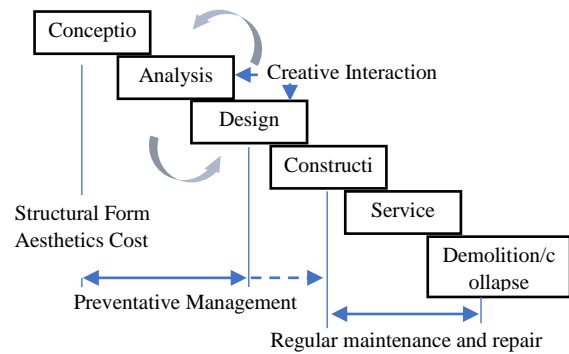 Conceptio
Analysis
Creative Interaction
Design
Constructi
Structural Form
Aesthetics Cost
Service
Demolition/c
ollapse
Preventative Management
Regular maintenance and repair